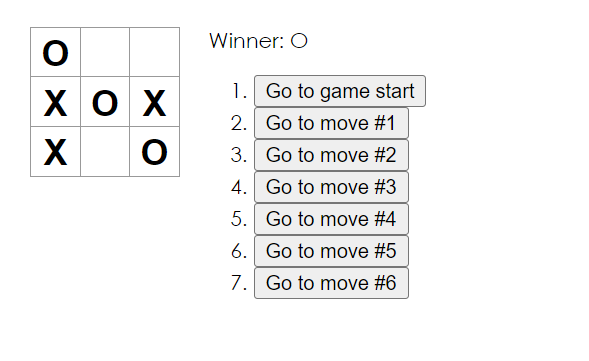 O
X O X
X O
Winner: O
1. Go to game start
2. Go to move #1
3. Go to move #2
4. Go to move #3
5. Go to move #4
6. Go to move #5
7. Go to move #6